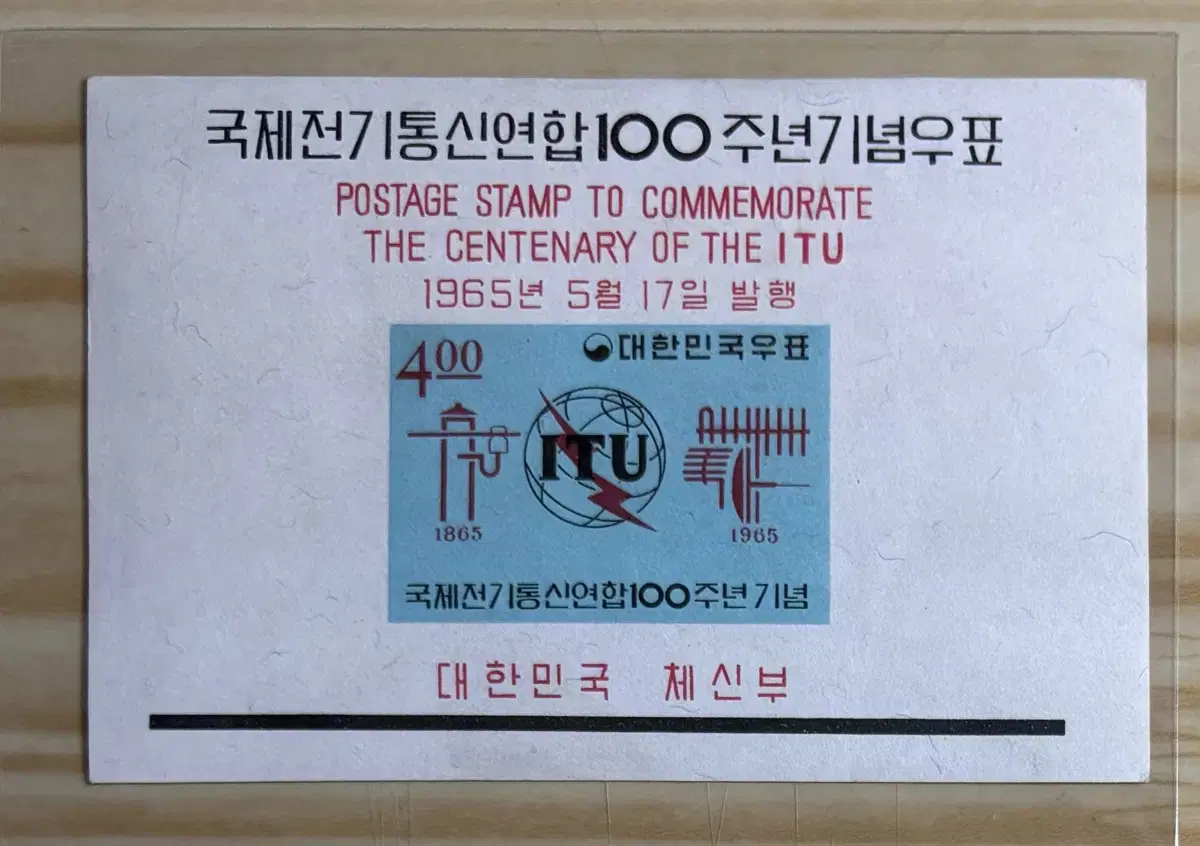 국제전기통신연합100주년기념우표
POSTAGE STAMP TO COMMEMORATE
THE CENTENARY OF THE ITU
1965년 5월 17일 발행
400 대한민국우표
ITU
1865 1965
국제전기통신연합100주년기념
대한민국 체신부